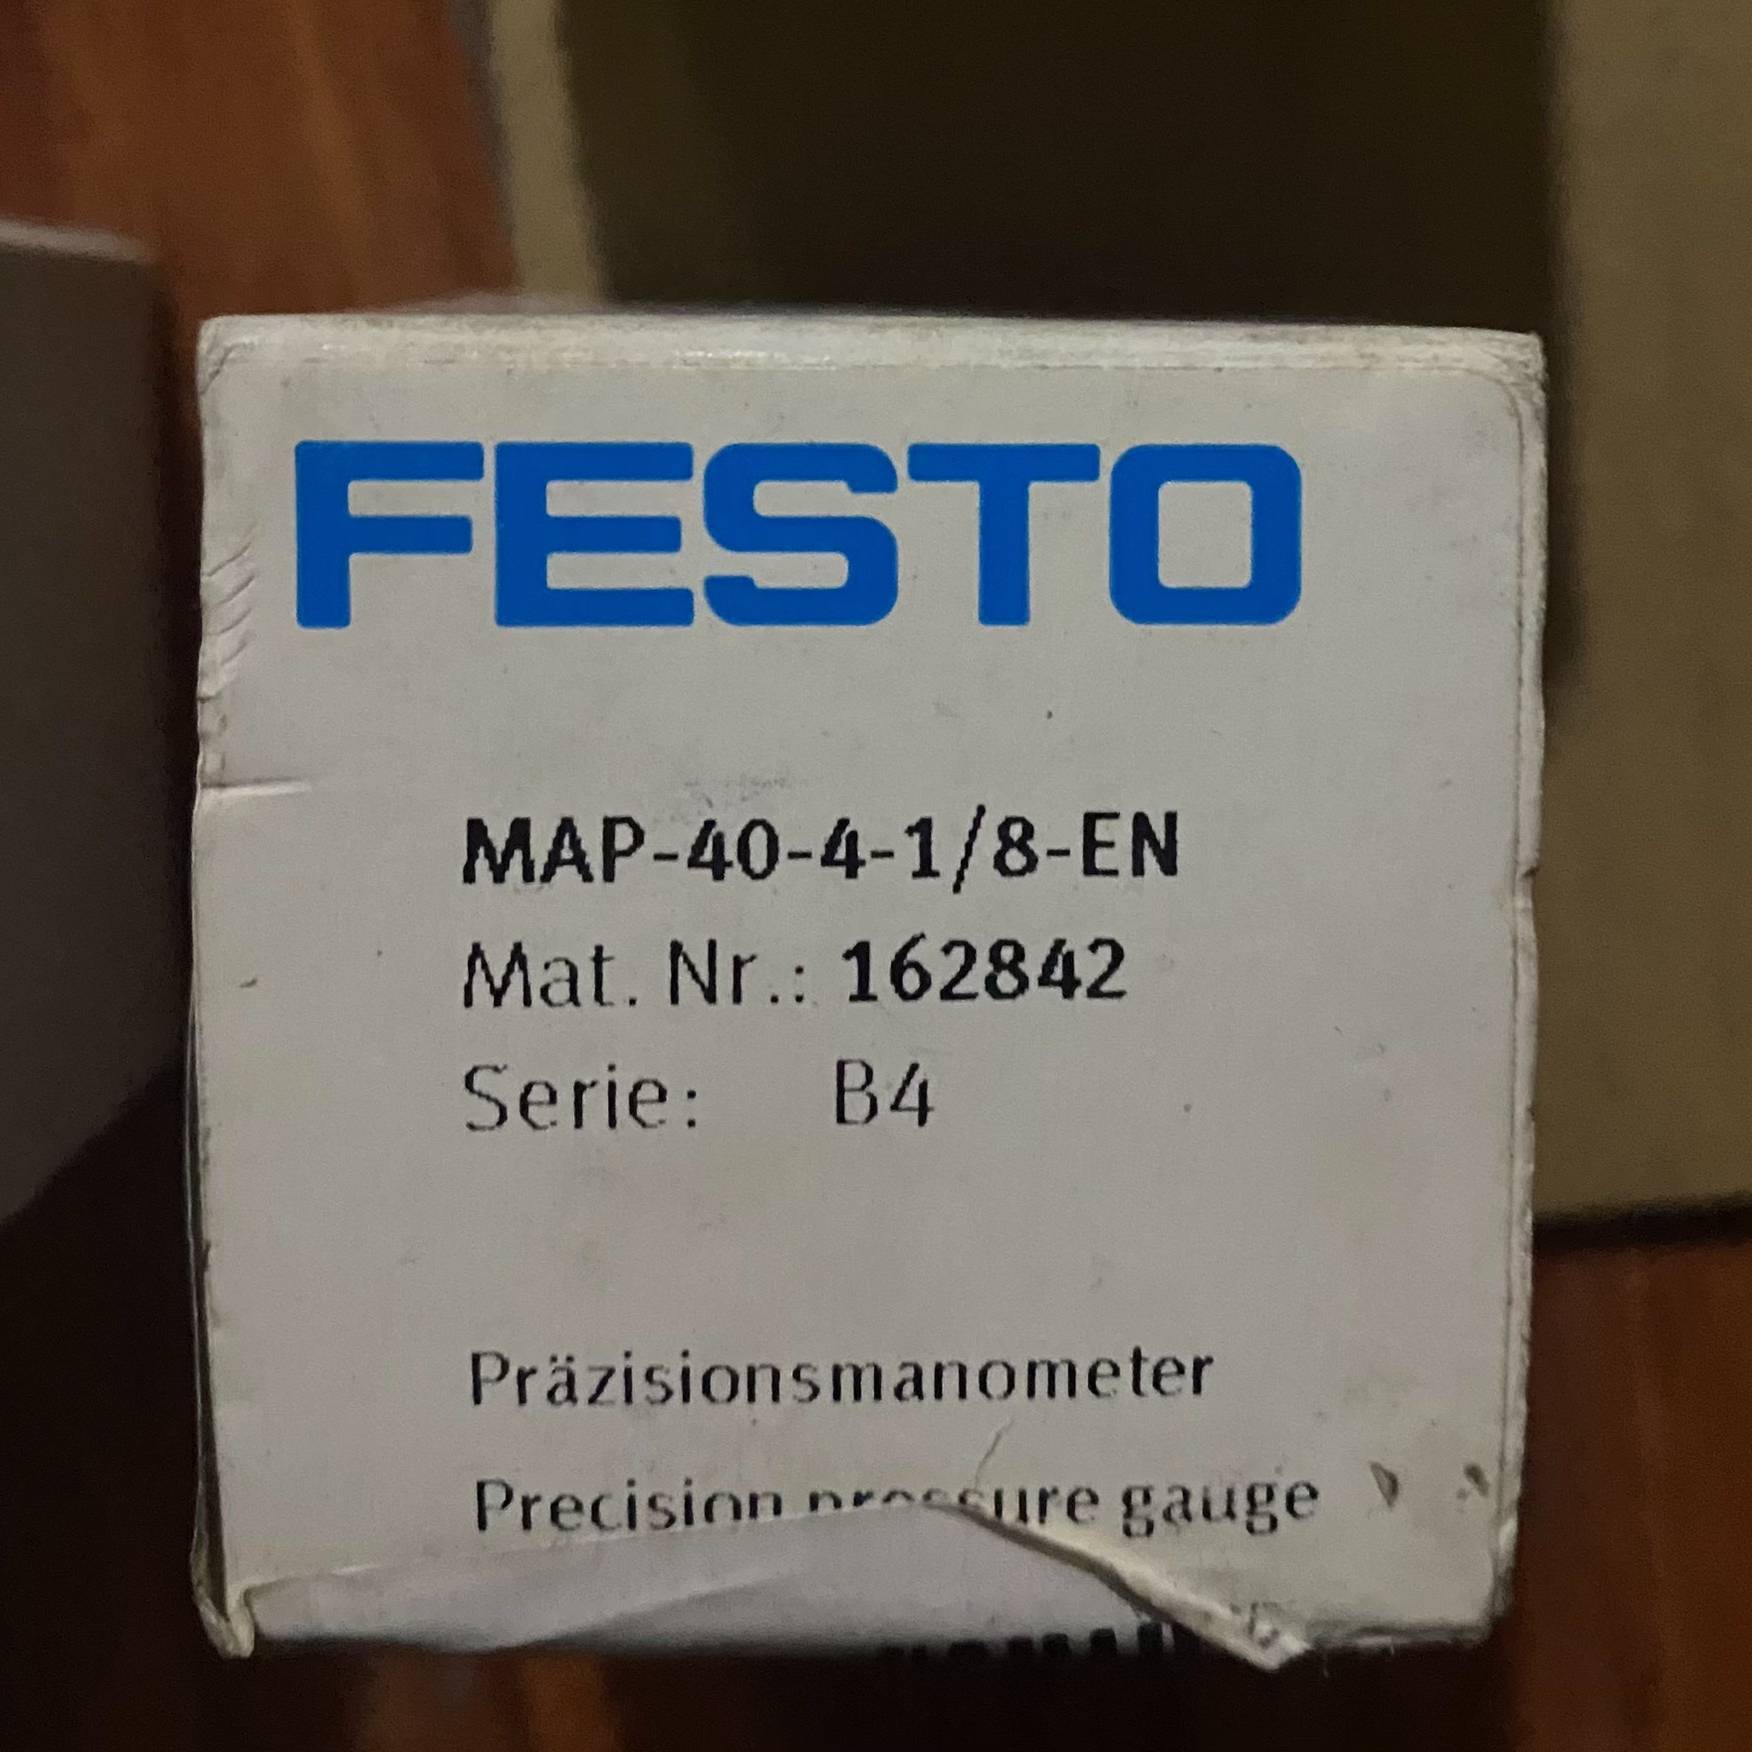 FESTO
MAP-40-4-1/8-EN
Mat. Nr.: 162842
Serie: B4
Präzisionsmanometer
Precision pressure gauge